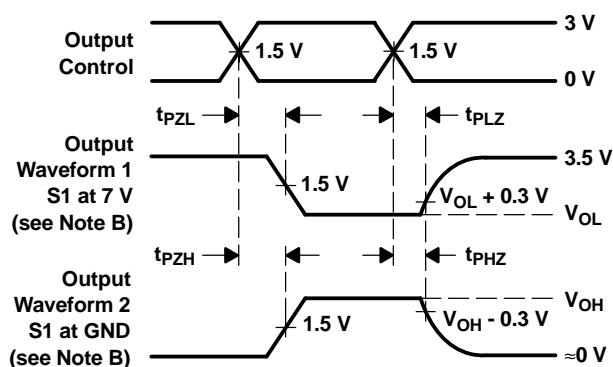 Output
Control
1.5 V
1.5 V
3 V
0 V
tPZL
tPLZ
Output
Waveform 1
S1 at 7 V
(see Note B)
1.5 V
VOL + 0.3 V
3.5 V
VOL
tPZH
tPHZ
Output
Waveform 2
S1 at GND
(see Note B)
1.5 V
VOH - 0.3 V
VOH
≈0 V